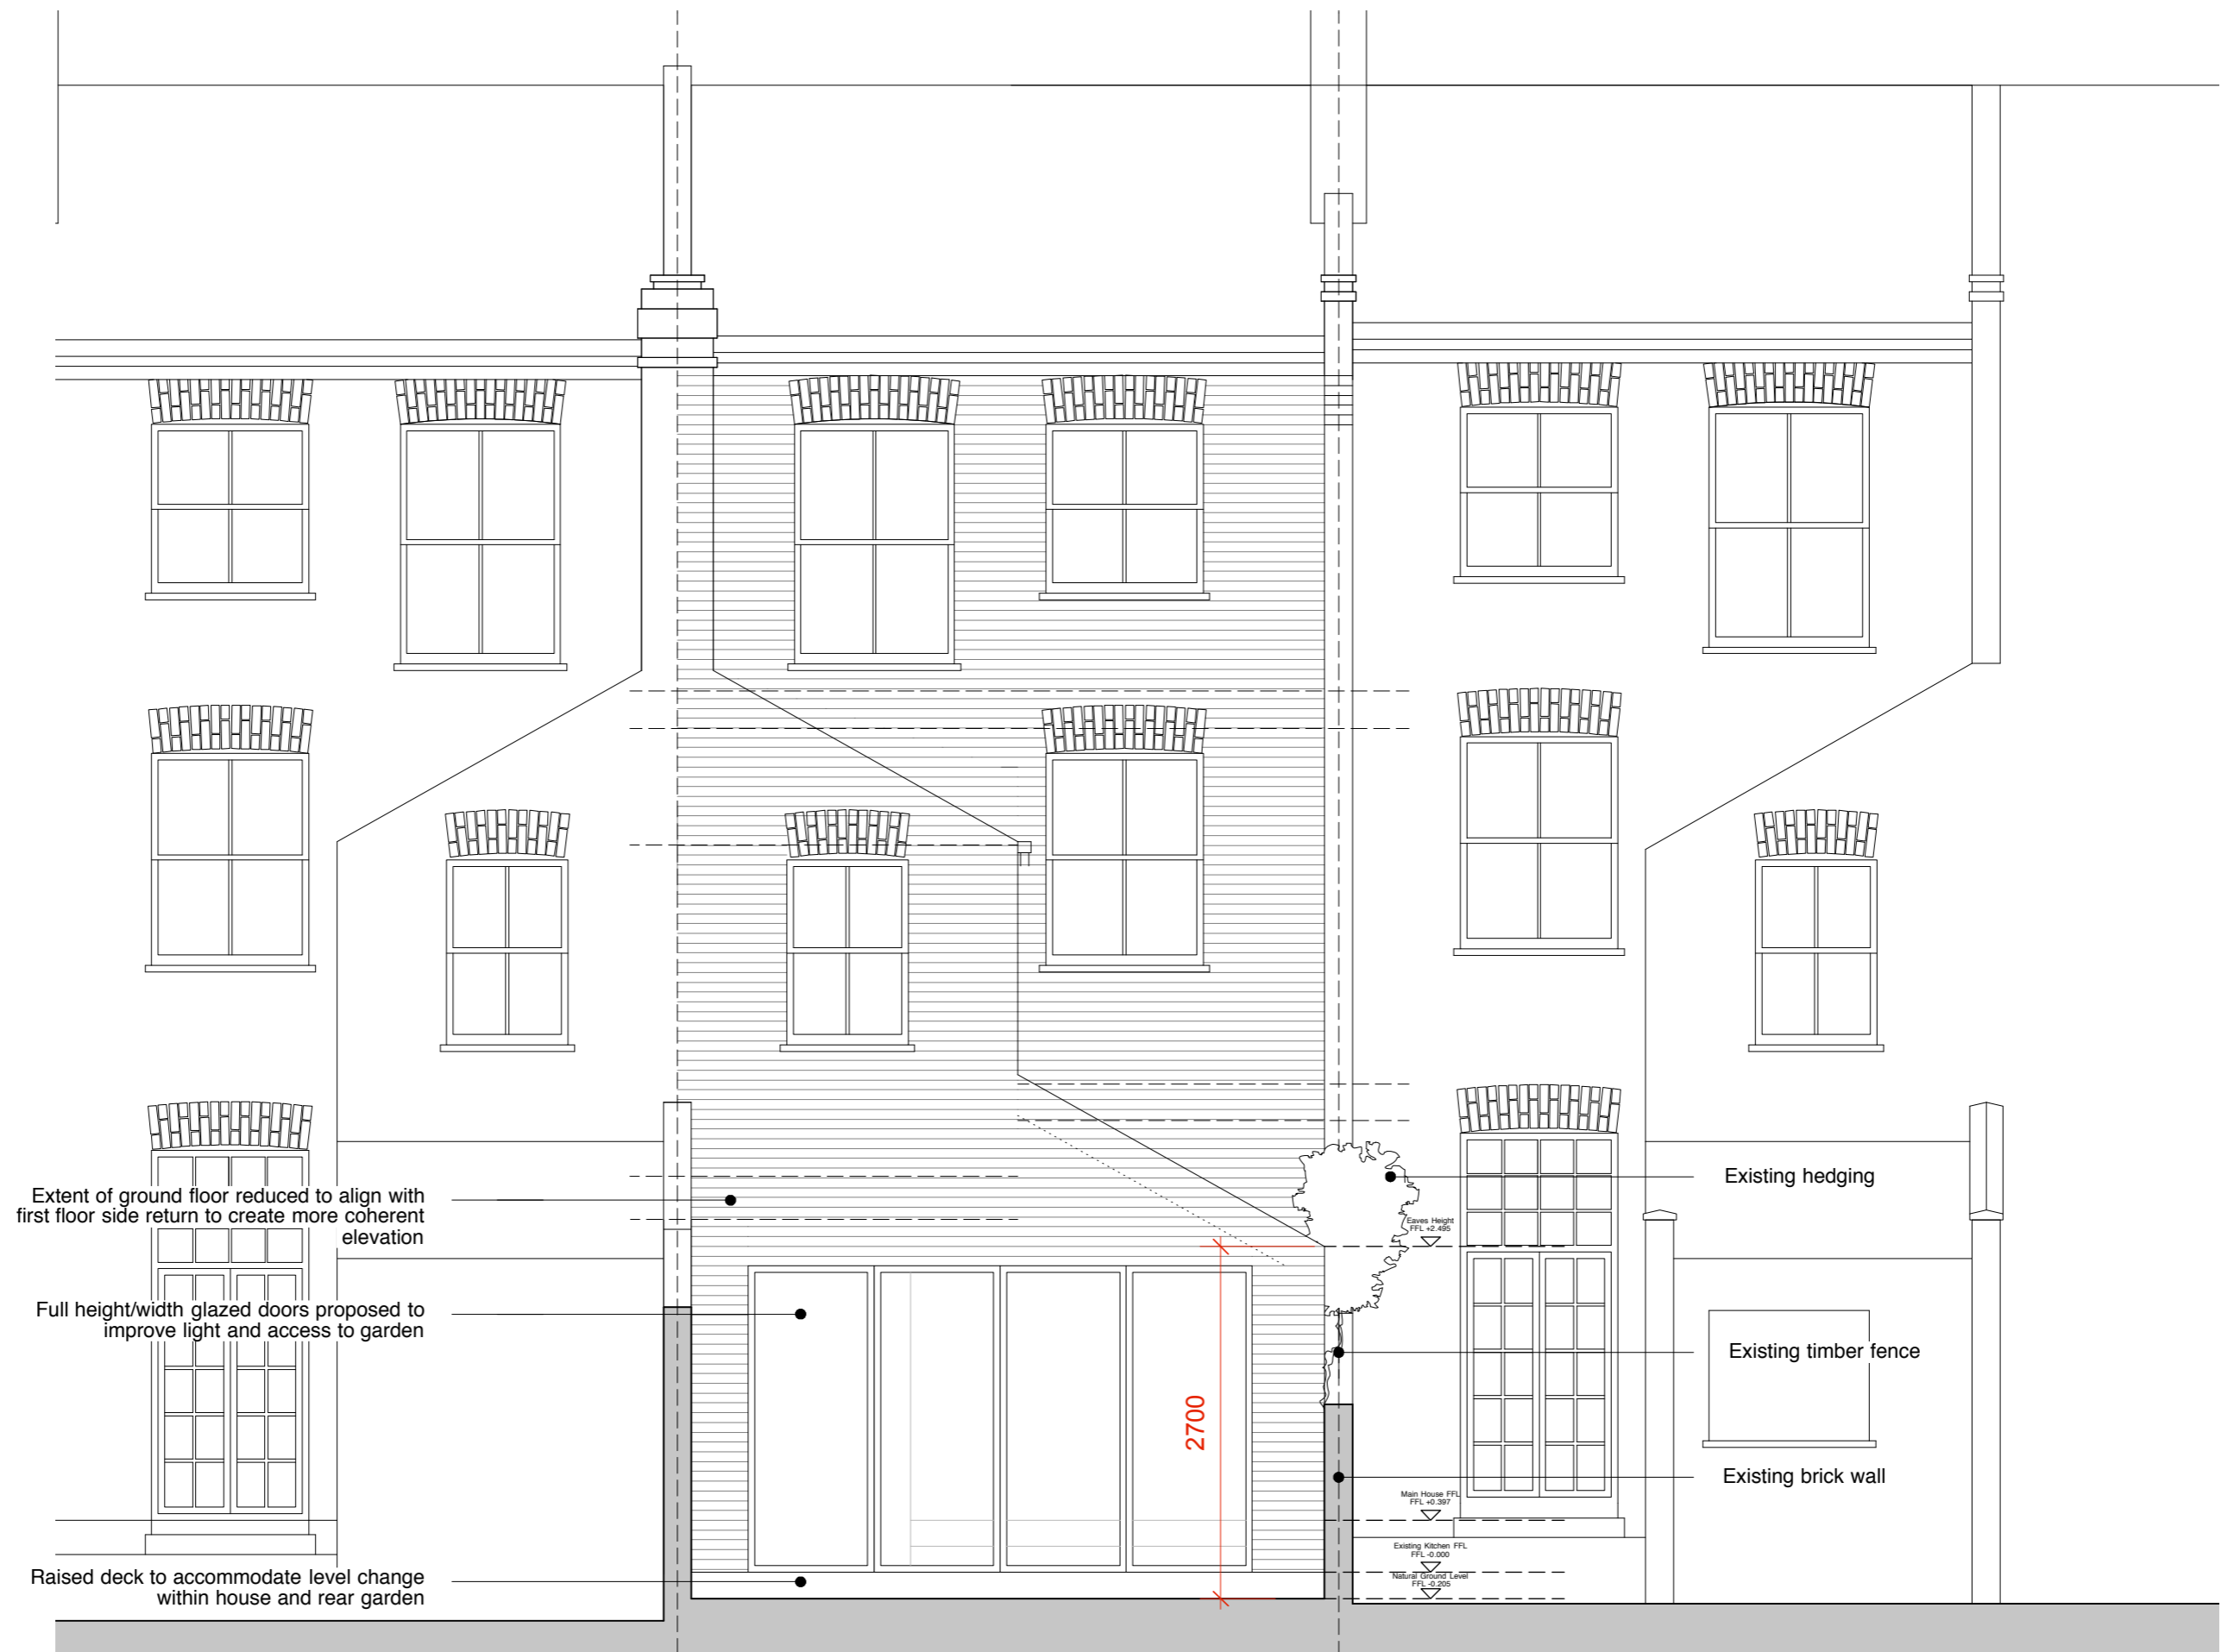 Extent of ground floor reduced to align with
first floor side return to create more coherent
elevation
Full height/width glazed doors proposed to
improve light and access to garden
Raised deck to accommodate level change
within house and rear garden
2700
Existing hedging
Eaves Height
FFL +2.495
Existing timber fence
Existing brick wall
Main House FFL
FFL +0.397
Existing Kitchen FFL
FFL -0.000
Natural Ground Level
FFL -0.205